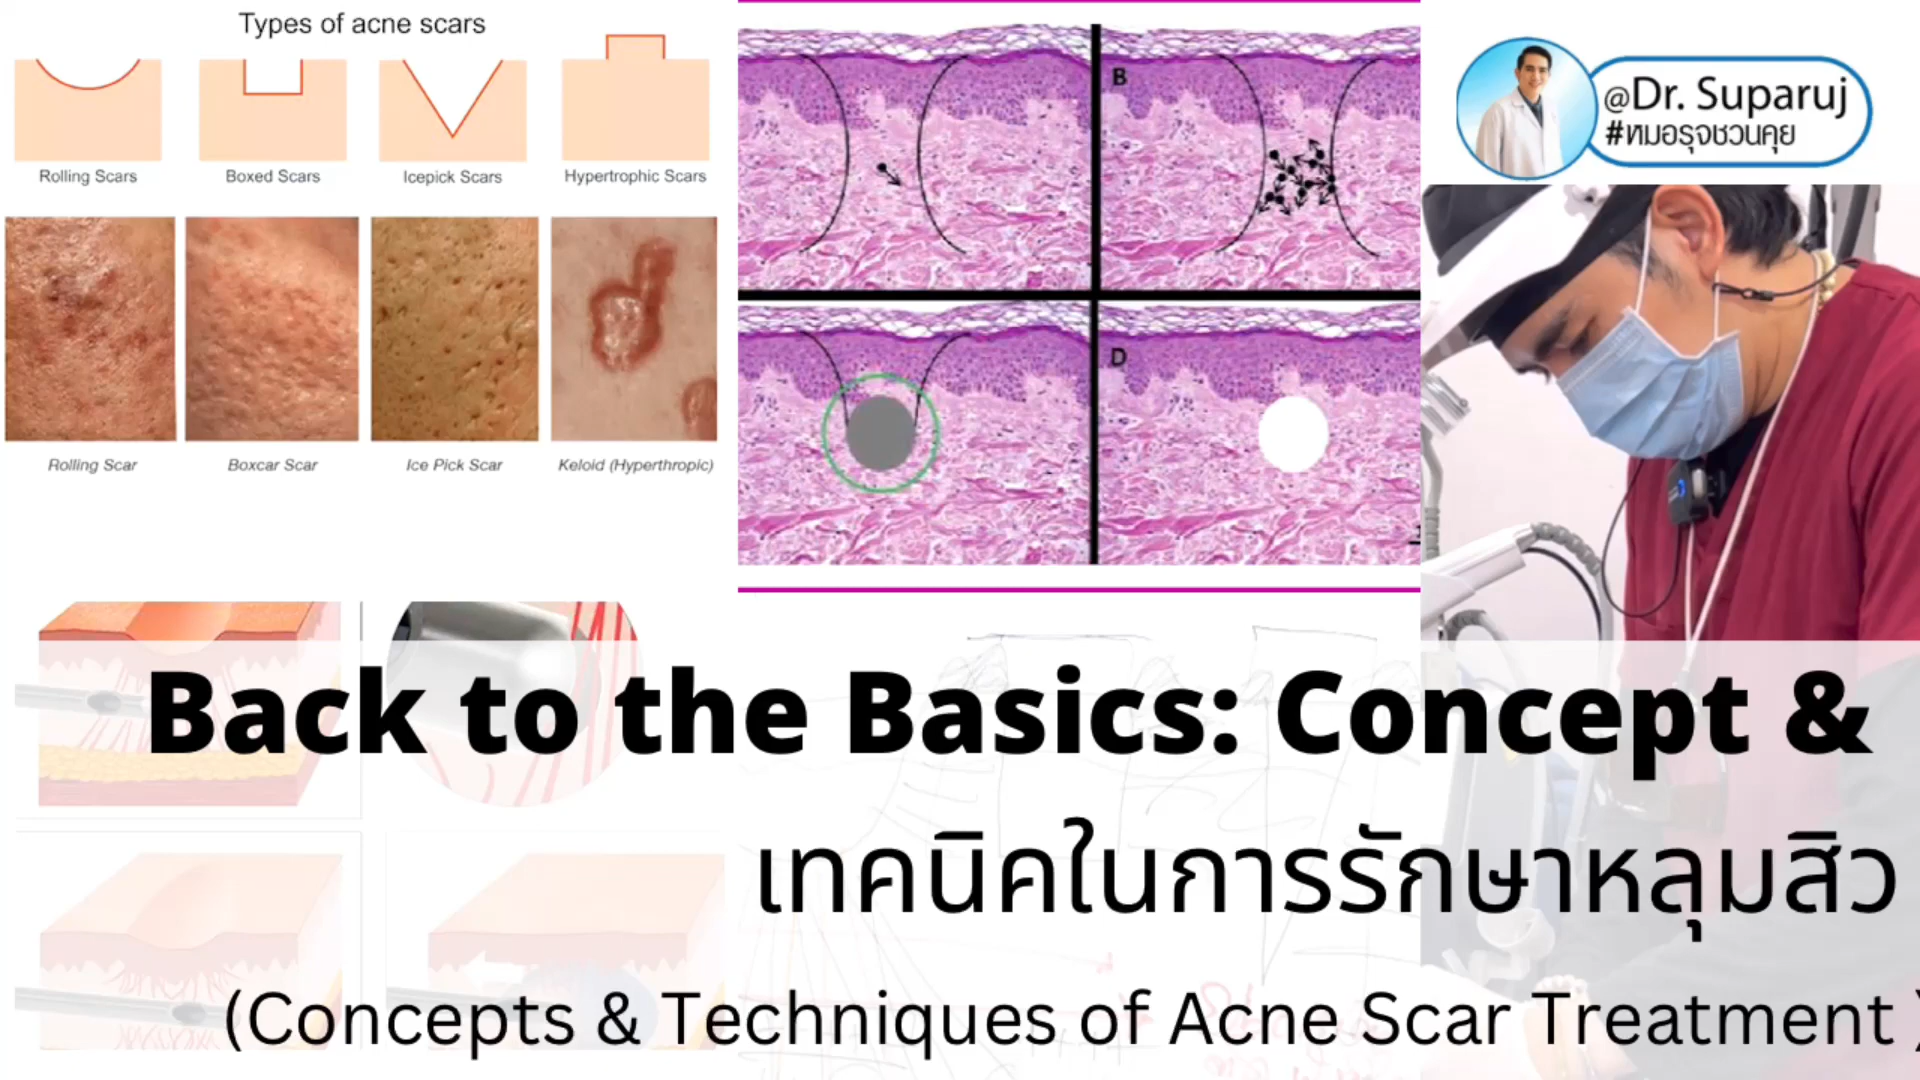 Types of acne scars
Rolling Scars
Boxed Scars
Icepick Scars
Hypertrophic Scars
Rolling Scar
Boxcar Scar
Ice Pick Scar
Keloid (Hyperthropic)
B
D
@Dr. Suparuj
#หมอรุจชวนคุย
Back to the Basics: Concept &
เทคนิคในการรักษาหลุมสิว
(Concepts & Techniques of Acne Scar Treatment )